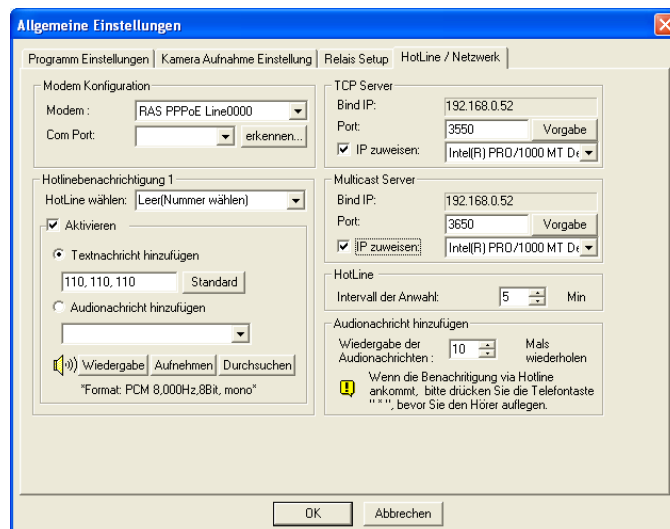 Allgemeine Einstellungen
Programm Einstellungen
Kamera Aufnahme Einstellung
Relais Setup
HotLine / Netzwerk
Modem Konfiguration
Modem :
RAS PPPoE Line0000
Com Port:
erkennen...
Hotlinebenachrichtigung 1
HotLine wählen:
Leer(Nummer wählen)
Aktivieren
Textnachricht hinzufügen
110, 110, 110
Standard
Audionachricht hinzufügen
Wiedergabe
Aufnehmen
Durchsuchen
"Format: PCM 8,000Hz,8Bit, mono"
TCP Server
Bind IP:
192.168.0.52
Port:
3550
Vorgabe
IP zuweisen:
Intel(R) PRO/1000 MT De
Multicast Server
Bind IP:
192.168.0.52
Port:
3650
Vorgabe
IP zuweisen:
Intel(R) PRO/1000 MT De
HotLine
Intervall der Anwahl:
5
Min
Audionachricht hinzufügen
Wiedergabe der
Audionachrichten :
10
Mals
wiederholen
Wenn die Benachritigung via Hotline
ankommt, bitte drücken Sie die Telefontaste
" * ", bevor Sie den Hörer auflegen.
OK
Abbrechen